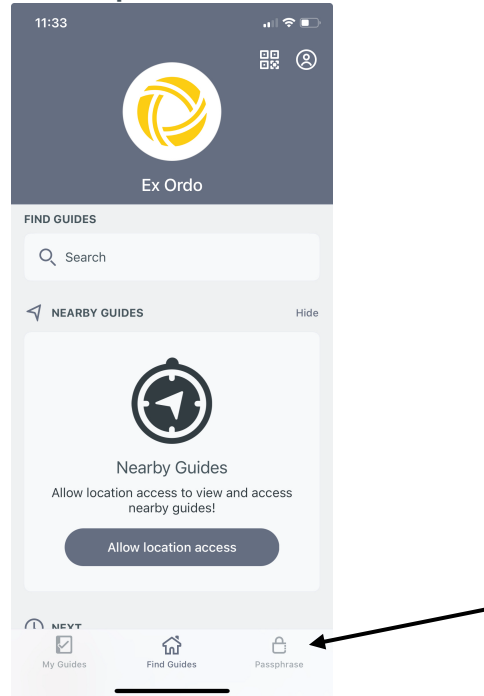 11:33
Ex Ordo
FIND GUIDES
Search
NEARBY GUIDES Hide
Nearby Guides
Allow location access to view and access
nearby guides!
Allow location access
NEXT
My Guides Find Guides Passphrase